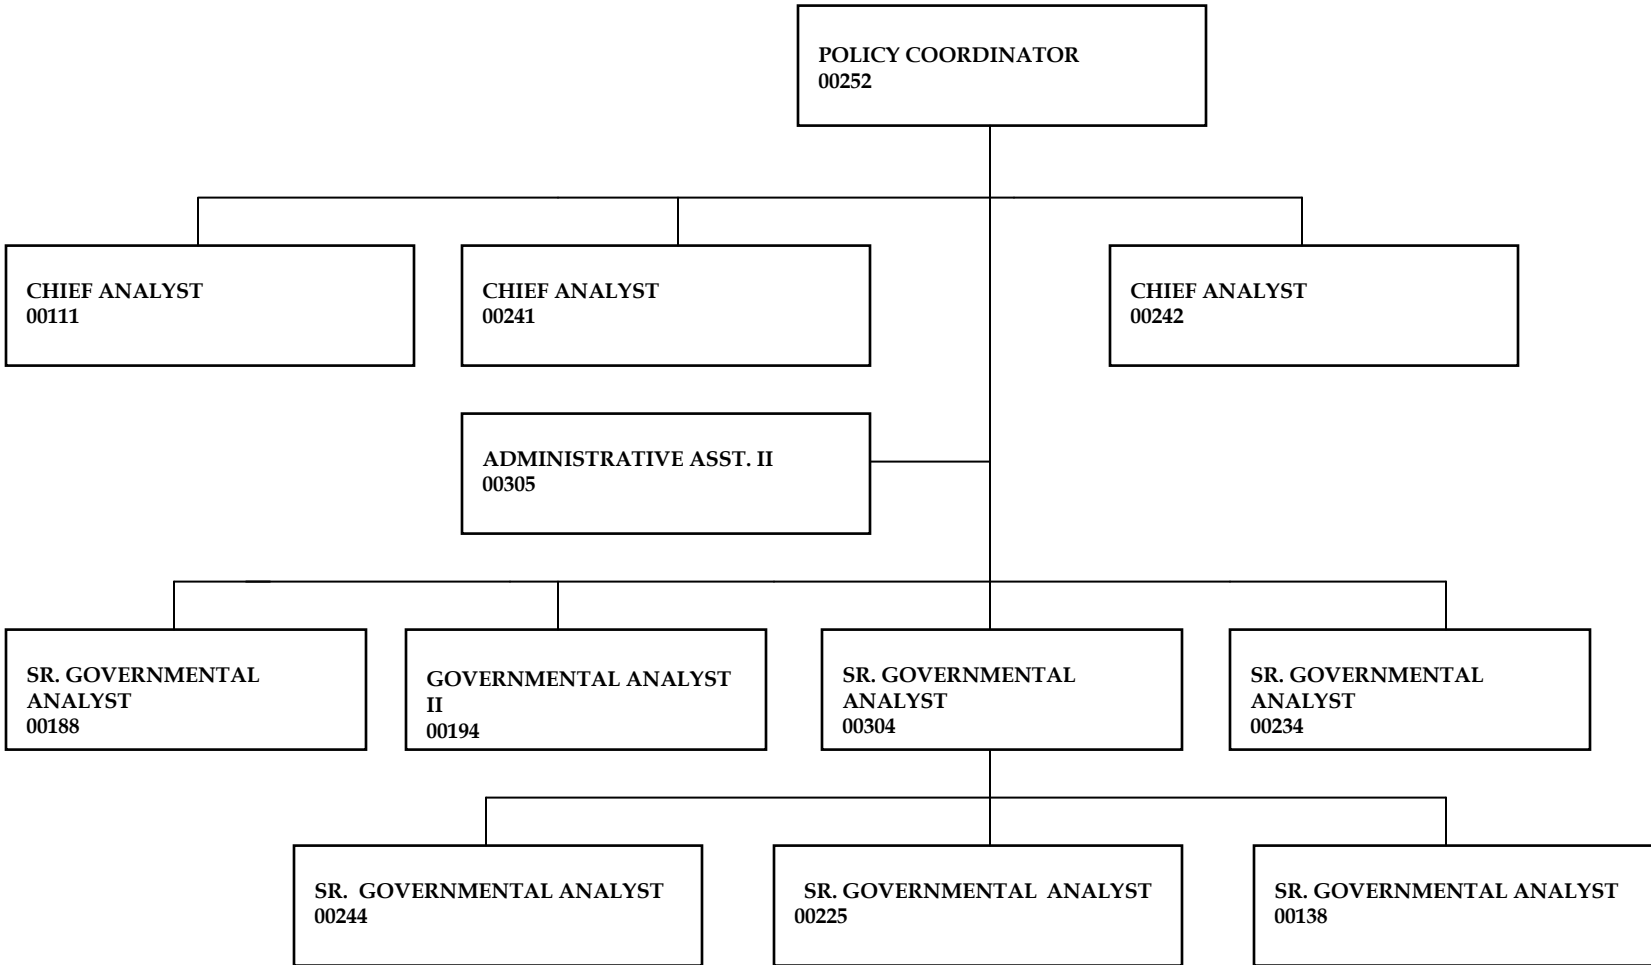 POLICY COORDINATOR
00252
CHIEF ANALYST
00111
CHIEF ANALYST
00241
CHIEF ANALYST
00242
ADMINISTRATIVE ASST. II
00305
SR. GOVERNMENTAL
ANALYST
00188
GOVERNMENTAL ANALYST
II
00194
SR. GOVERNMENTAL
ANALYST
00304
SR. GOVERNMENTAL
ANALYST
00234
SR. GOVERNMENTAL ANALYST
00244
SR. GOVERNMENTAL ANALYST
00225
SR. GOVERNMENTAL ANALYST
00138